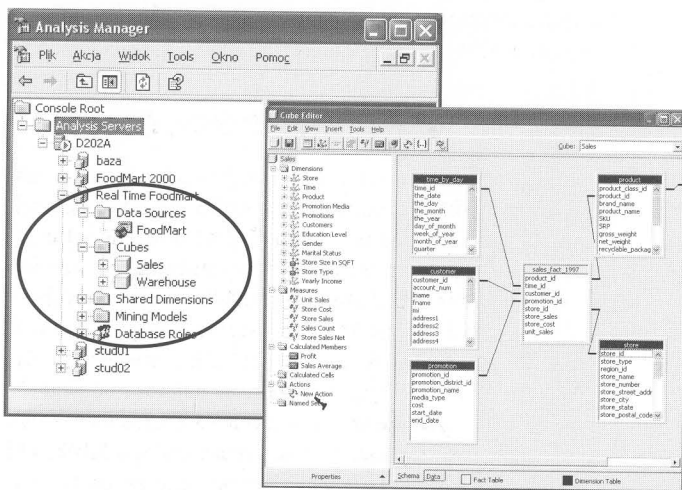 Analysis Manager
Plik Akcja Widok Tools Okno Pomoc
Console Root
Analysis Servers
D202A
baza
FoodMart 2000
Real Time Foodmart
Data Sources
FoodMart
Cubes
Sales
Warehouse
Shared Dimensions
Mining Models
Database Roles
stud01
stud02
Cube Editor
File Edit View Insert Tools Help
Cube: Sales
Sales
Dimensions
Store
Time
Product
Promotion Media
Promotions
Customers
Education Level
Gender
Marital Status
Store Size in SQFT
Store Type
Yearly Income
Measures
Unit Sales
Store Cost
Store Sales
Sales Count
Store Sales Net
Calculated Members
Profit
Sales Average
Calculated Cells
Actions
New Action
Named Se
Properties
time_by_day
time_id
the_date
the_day
the_month
the_year
day_of_month
week_of_year
month_of_year
quarter
customer
customer_id
account_num
lname
fname
mi
address1
address2
address3
address4
promotion
promotion_id
promotion_district_id
promotion_name
media_type
cost
start_date
end_date
sales_fact_1997
product_id
time_id
customer_id
promotion_id
store_id
store_sales
store_cost
unit_sales
product
product_class_id
product_id
brand_name
product_name
SKU
SRP
gross_weight
net_weight
recyclable_packag
store
store_id
store_type
region_id
store_name
store_number
store_street_addr
store_city
store_state
store_postal_code
Schema Data Fact Table Dimension Table